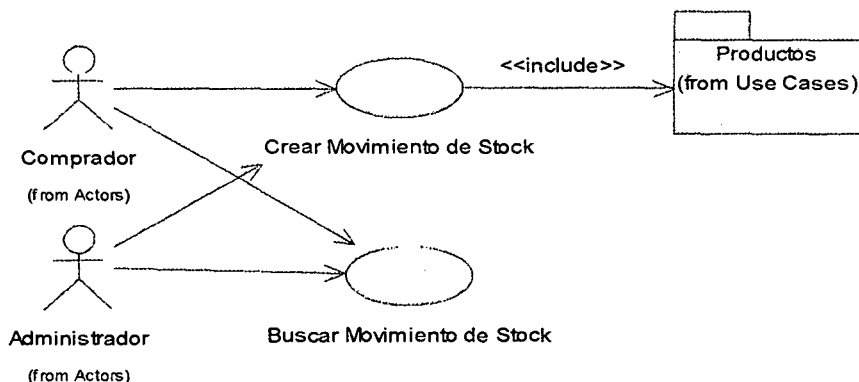 Productos
(from Use Cases)
<<include>>
Crear Movimiento de Stock
Comprador
(from Actors)
Administrador
(from Actors)
Buscar Movimiento de Stock